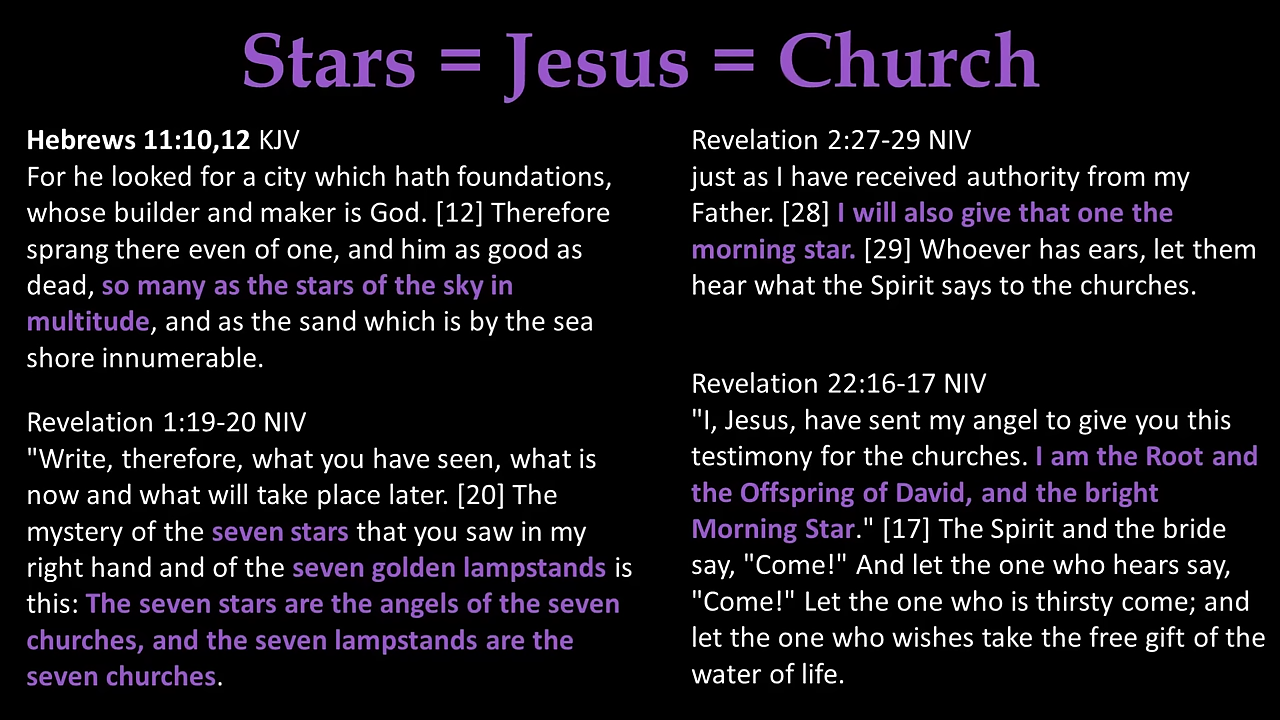 Stars = Jesus = Church
Hebrews 11:10,12 KJV
For he looked for a city which hath foundations,
whose builder and maker is God. [12] Therefore
sprang there even of one, and him as good as
dead, so many as the stars of the sky in
multitude, and as the sand which is by the sea
shore innumerable.
Revelation 1:19-20 NIV
"Write, therefore, what you have seen, what is
now and what will take place later. [20] The
mystery of the seven stars that you saw in my
right hand and of the seven golden lampstands is
this: The seven stars are the angels of the seven
churches, and the seven lampstands are the
seven churches.
Revelation 2:27-29 NIV
just as I have received authority from my
Father. [28] I will also give that one the
morning star. [29] Whoever has ears, let them
hear what the Spirit says to the churches.
Revelation 22:16-17 NIV
"I, Jesus, have sent my angel to give you this
testimony for the churches. I am the Root and
the Offspring of David, and the bright
Morning Star." [17] The Spirit and the bride
say, "Come!" And let the one who hears say,
"Come!" Let the one who is thirsty come; and
let the one who wishes take the free gift of the
water of life.